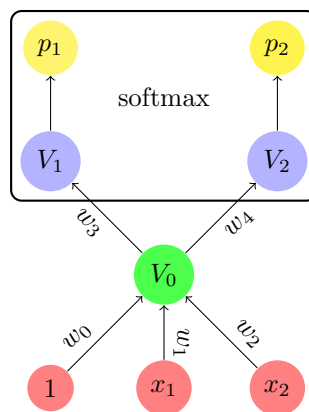 p₁ p₂
softmax
V₁ V₂
w₃ w₄
V₀
w₀ w₁ w₂
1 x₁ x₂